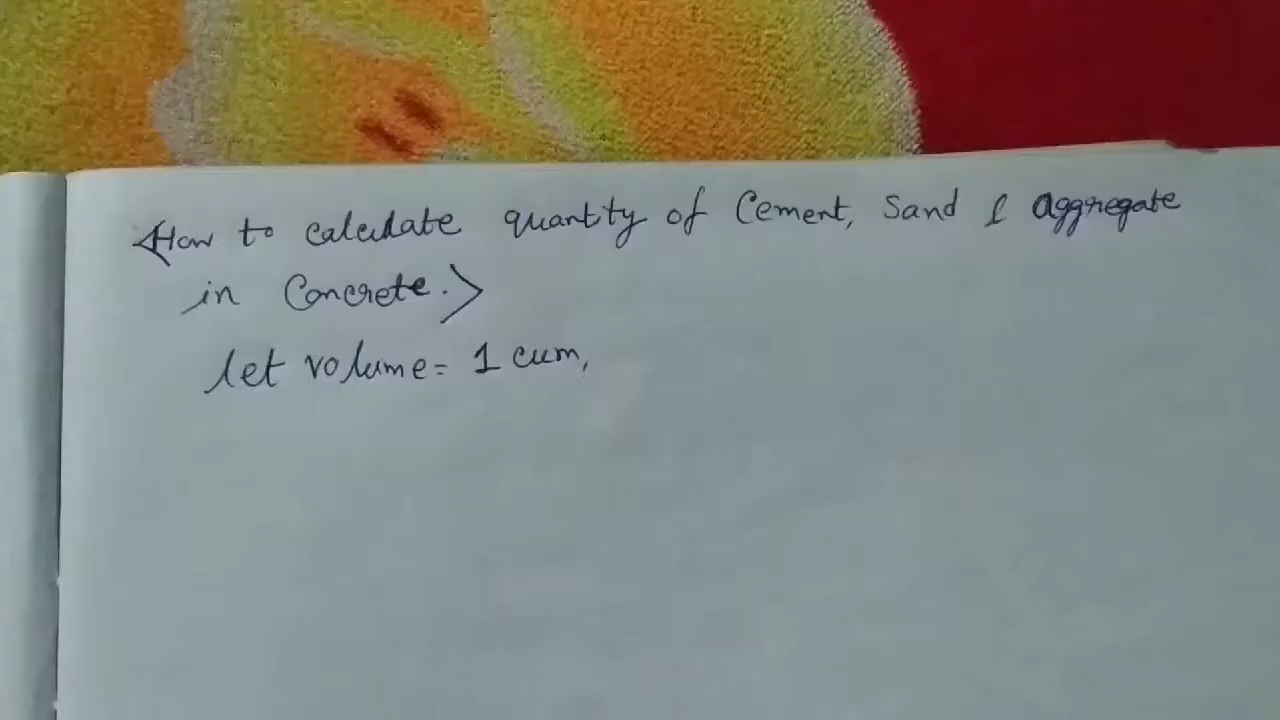 <How to calculate quantity of Cement, Sand & aggregate
in Concrete.>
let volume = 1 cum,